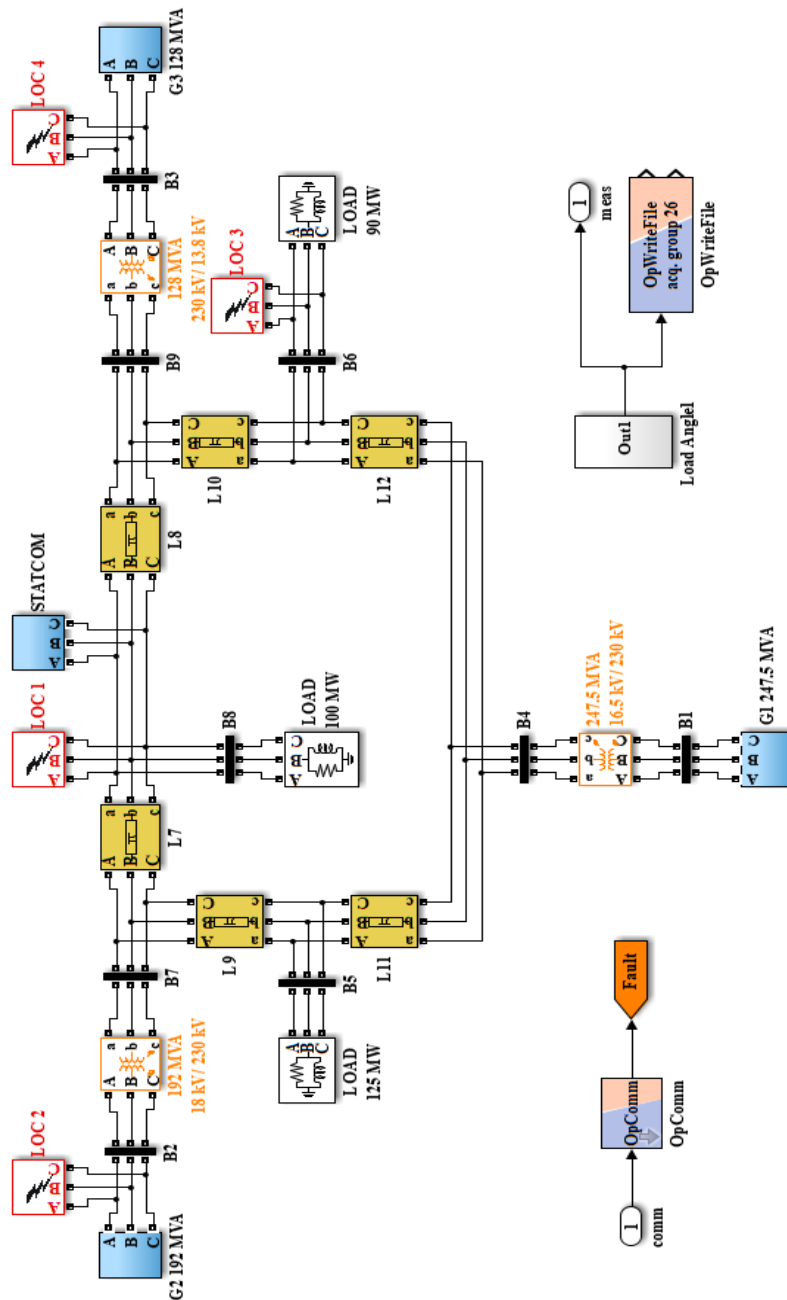 LOC 2
A B C
LOC 1
A B C
STATCOM
A B C
LOC 4
A B C
G2 192 MVA
A
B
C
B2
A a
B b
C c
192 MVA
18 kV/ 230 kV
B7
A a
B b
C c
L7
A a
B b
C c
L8
B9
a A
b B
c C
128 MVA
230 kV/ 13.8 kV
B3
A
B
C
G3 128 MVA
A B C
a b c
L9
B8
A B C
LOAD
100 MW
A B C
a b c
L10
LOC 3
A B C
A
B
C
LOAD
125 MW
B5
A B C
a b c
L11
A B C
a b c
L12
B6
A
B
C
LOAD
90 MW
B4
a b c
A B C
247.5 MVA
16.5 kV/ 230 kV
B1
A B C
G1 247.5 MVA
1
comm
OpComm
OpComm
Fault
Out1
Load Angle1
1
meas
OpWriteFile
acq. group 26
OpWriteFile